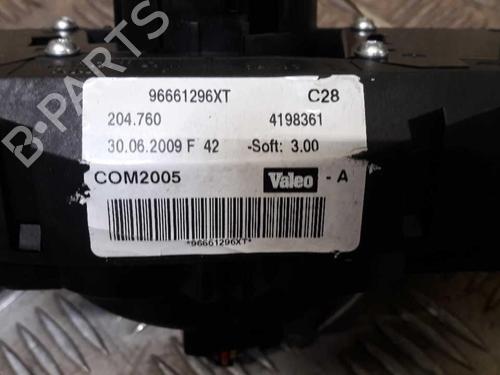 96661296XT C28
204.760 4198361
30.06.2009 F 42 -Soft: 3.00
COM2005 Valeo - A
*96661296XT*
B-PARTS